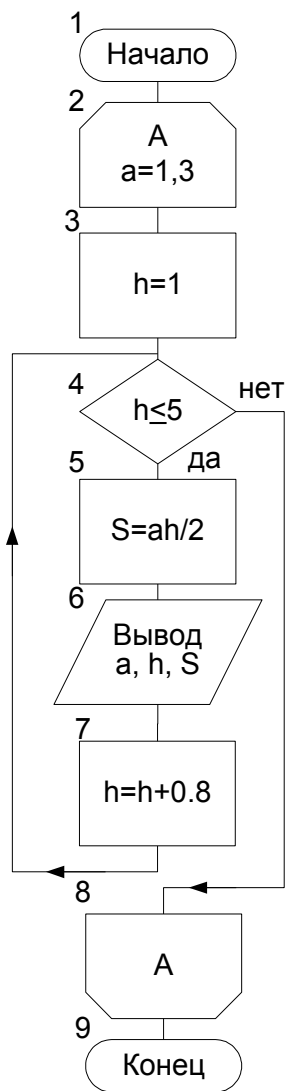 1
Начало
2
A
a=1,3
3
h=1
4
h≤5
нет
да
5
S=ah/2
6
Вывод
a, h, S
7
h=h+0.8
8
A
9
Конец